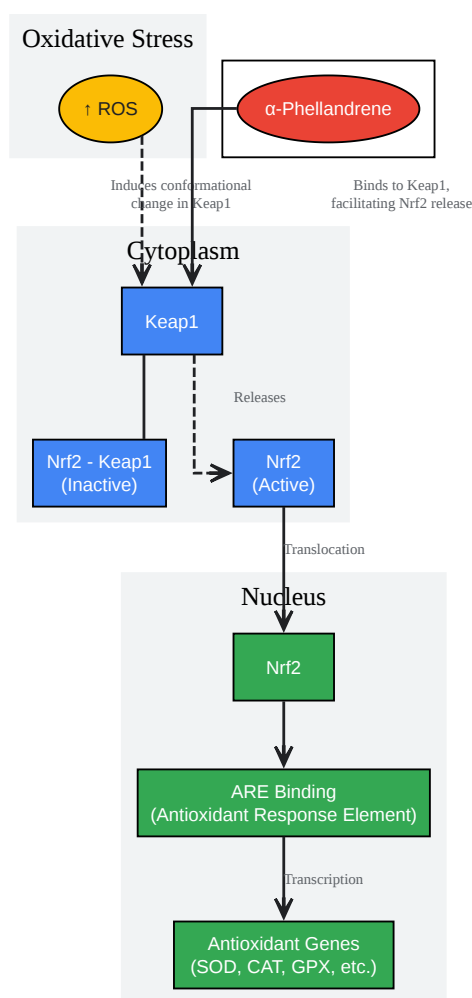 Oxidative Stress
↑ ROS
α-Phellandrene
Induces conformational
change in Keap1
Binds to Keap1,
facilitating Nrf2 release
Cytoplasm
Keap1
Releases
Nrf2 - Keap1
(Inactive)
Nrf2
(Active)
Translocation
Nucleus
Nrf2
ARE Binding
(Antioxidant Response Element)
Transcription
Antioxidant Genes
(SOD, CAT, GPX, etc.)